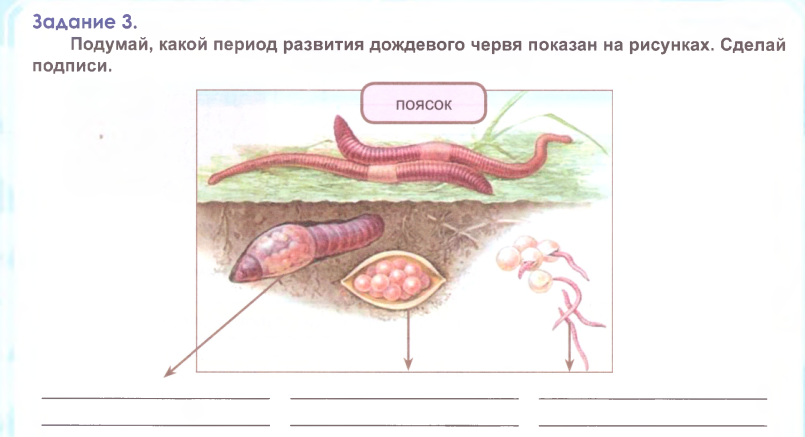 Задание 3.
Подумай, какой период развития дождевого червя показан на рисунках. Сделай
подписи.
поясок